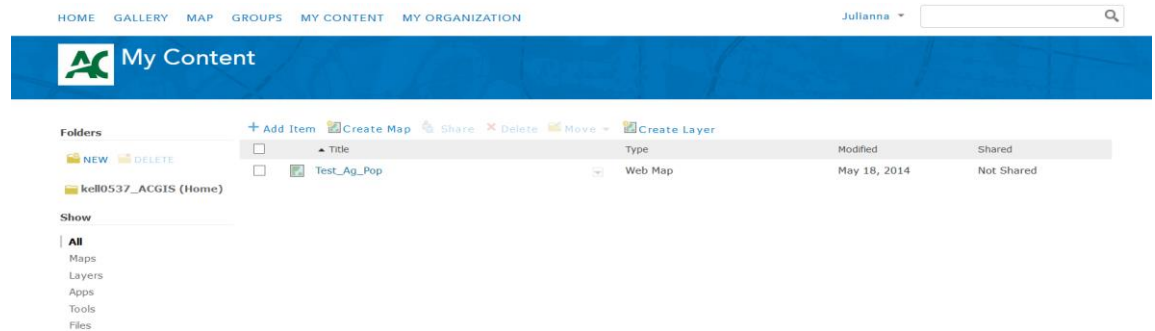 HOME GALLERY MAP GROUPS MY CONTENT MY ORGANIZATION Julianna
AC My Content
Folders
+ Add Item Create Map Share Delete Move Create Layer
Title Type Modified Shared
NEW DELETE
Test_Ag_Pop Web Map May 18, 2014 Not Shared
kell0537_ACGIS (Home)
Show
All
Maps
Layers
Apps
Tools
Files